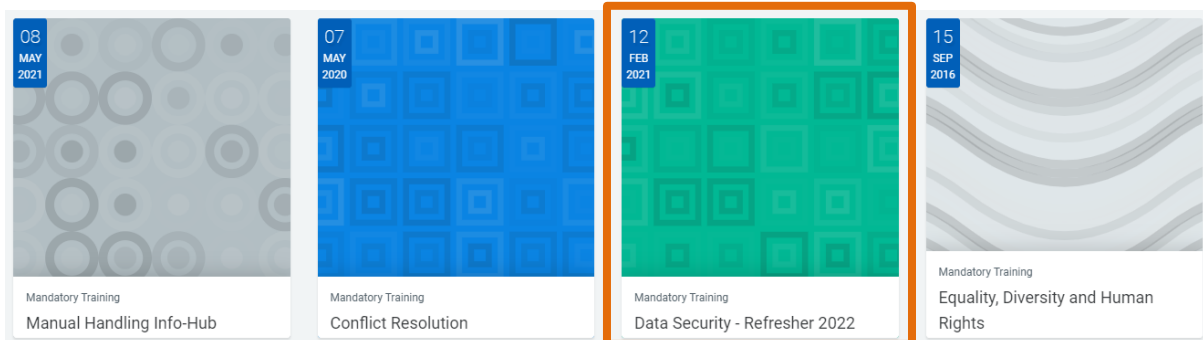 08
MAY
2021
Mandatory Training
Manual Handling Info-Hub
07
MAY
2020
Mandatory Training
Conflict Resolution
12
FEB
2021
Mandatory Training
Data Security - Refresher 2022
15
SEP
2016
Mandatory Training
Equality, Diversity and Human
Rights